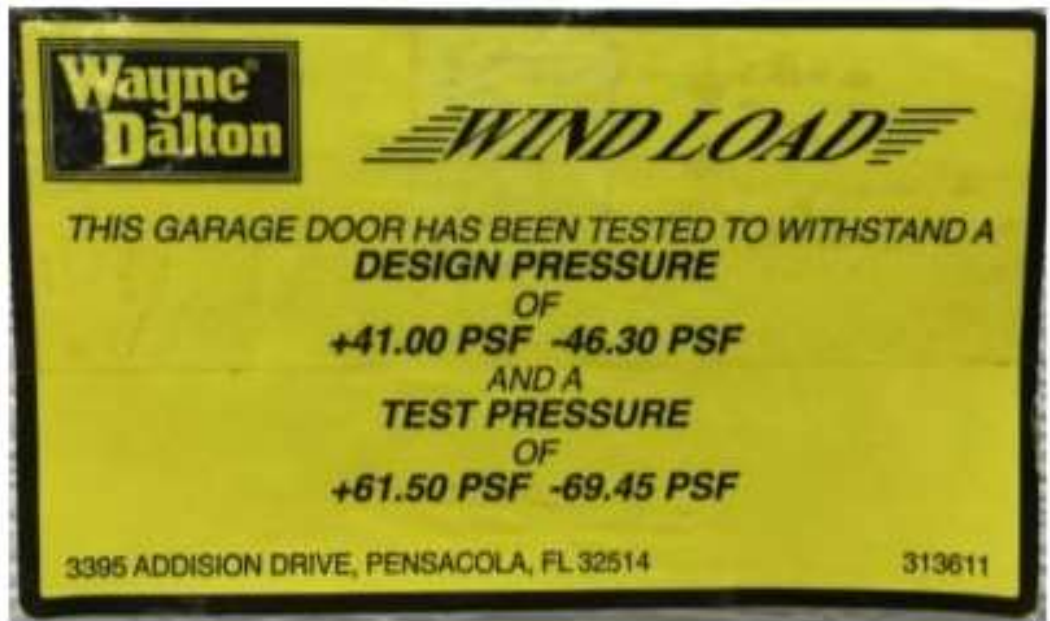 Wayne
Dalton
WIND LOAD
THIS GARAGE DOOR HAS BEEN TESTED TO WITHSTAND A
DESIGN PRESSURE
OF
+41.00 PSF -46.30 PSF
AND A
TEST PRESSURE
OF
+61.50 PSF -69.45 PSF
3395 ADDISION DRIVE, PENSACOLA, FL 32514
313611